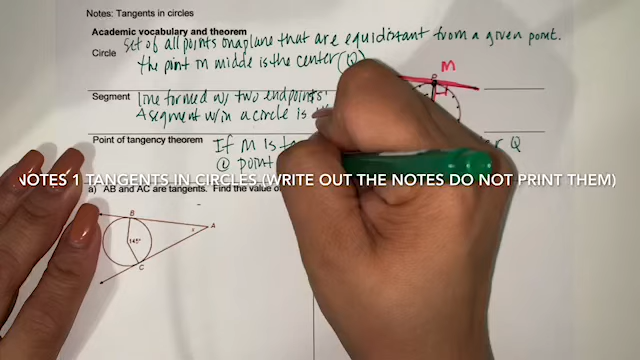 Notes: Tangents in circles
Academic vocabulary and theorem
Circle set of all points on a plane that are equidistant from a given point.
the point in middle is the center (Q)
M
Segment line formed w/ two endpoints.
A segment w/in a circle is a
Point of tangency theorem If M is Q
@ point
NOTES 1 TANGENTS IN CIRCLES (WRITE OUT THE NOTES DO NOT PRINT THEM)
a) AB and AC are tangents. Find the value
B
A
x
145°
C